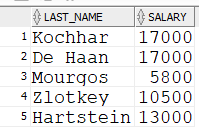 LAST_NAME SALARY
1 Kochhar 17000
2 De Haan 17000
3 Mourgos 5800
4 Zlotkey 10500
5 Hartstein 13000